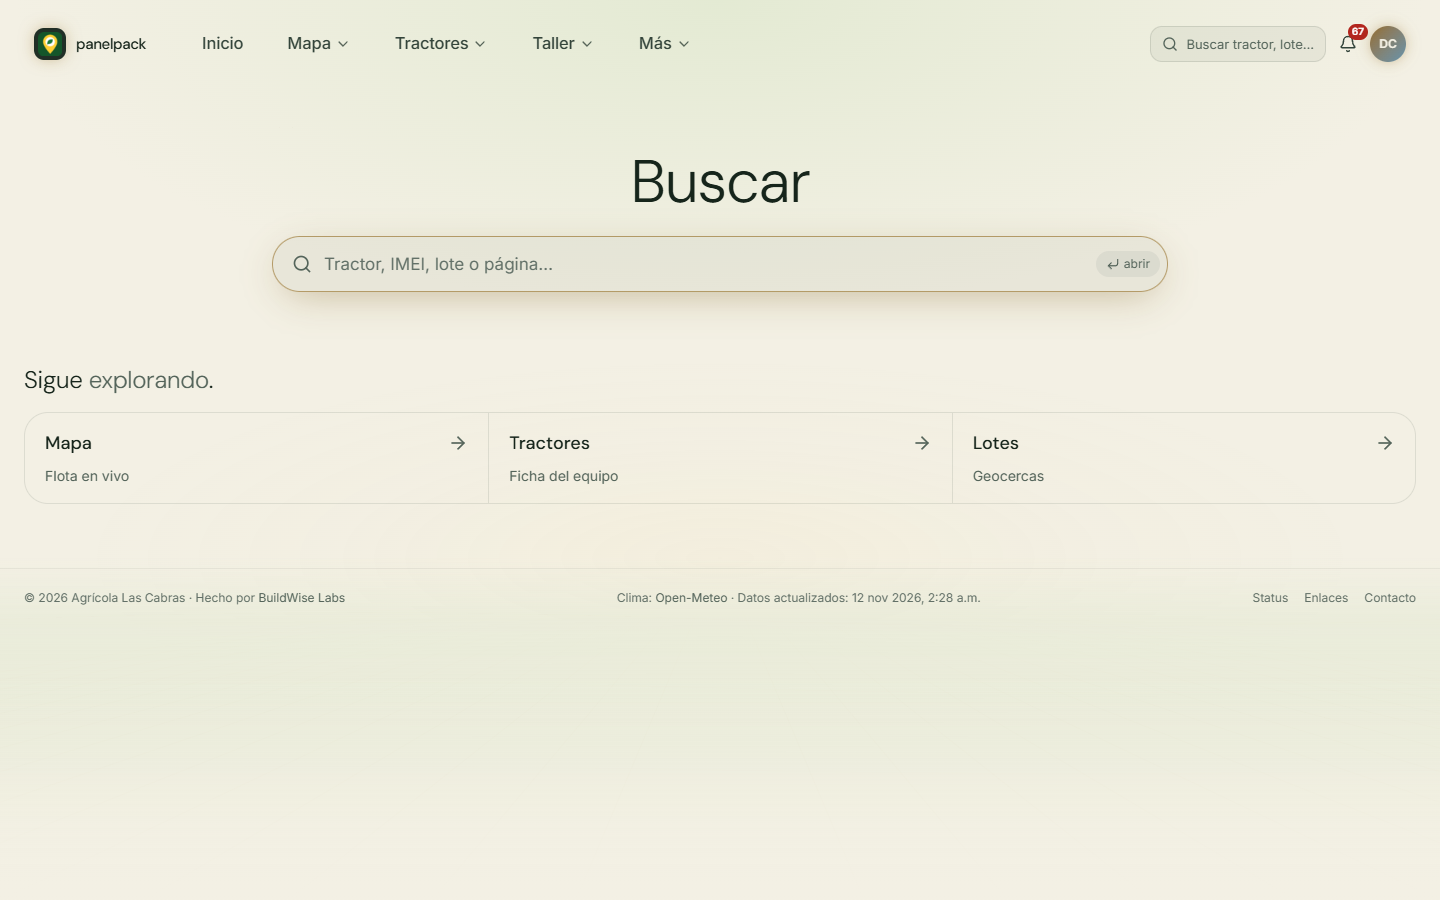 panelpack
Inicio
Mapa
Tractores
Taller
Más
Buscar tractor, lote...
67
DC
Buscar
Tractor, IMEI, lote o página...
abrir
Sigue explorando.
Mapa
Flota en vivo
Tractores
Ficha del equipo
Lotes
Geocercas
© 2026 Agrícola Las Cabras · Hecho por BuildWise Labs
Clima: Open-Meteo · Datos actualizados: 12 nov 2026, 2:28 a.m.
Status
Enlaces
Contacto